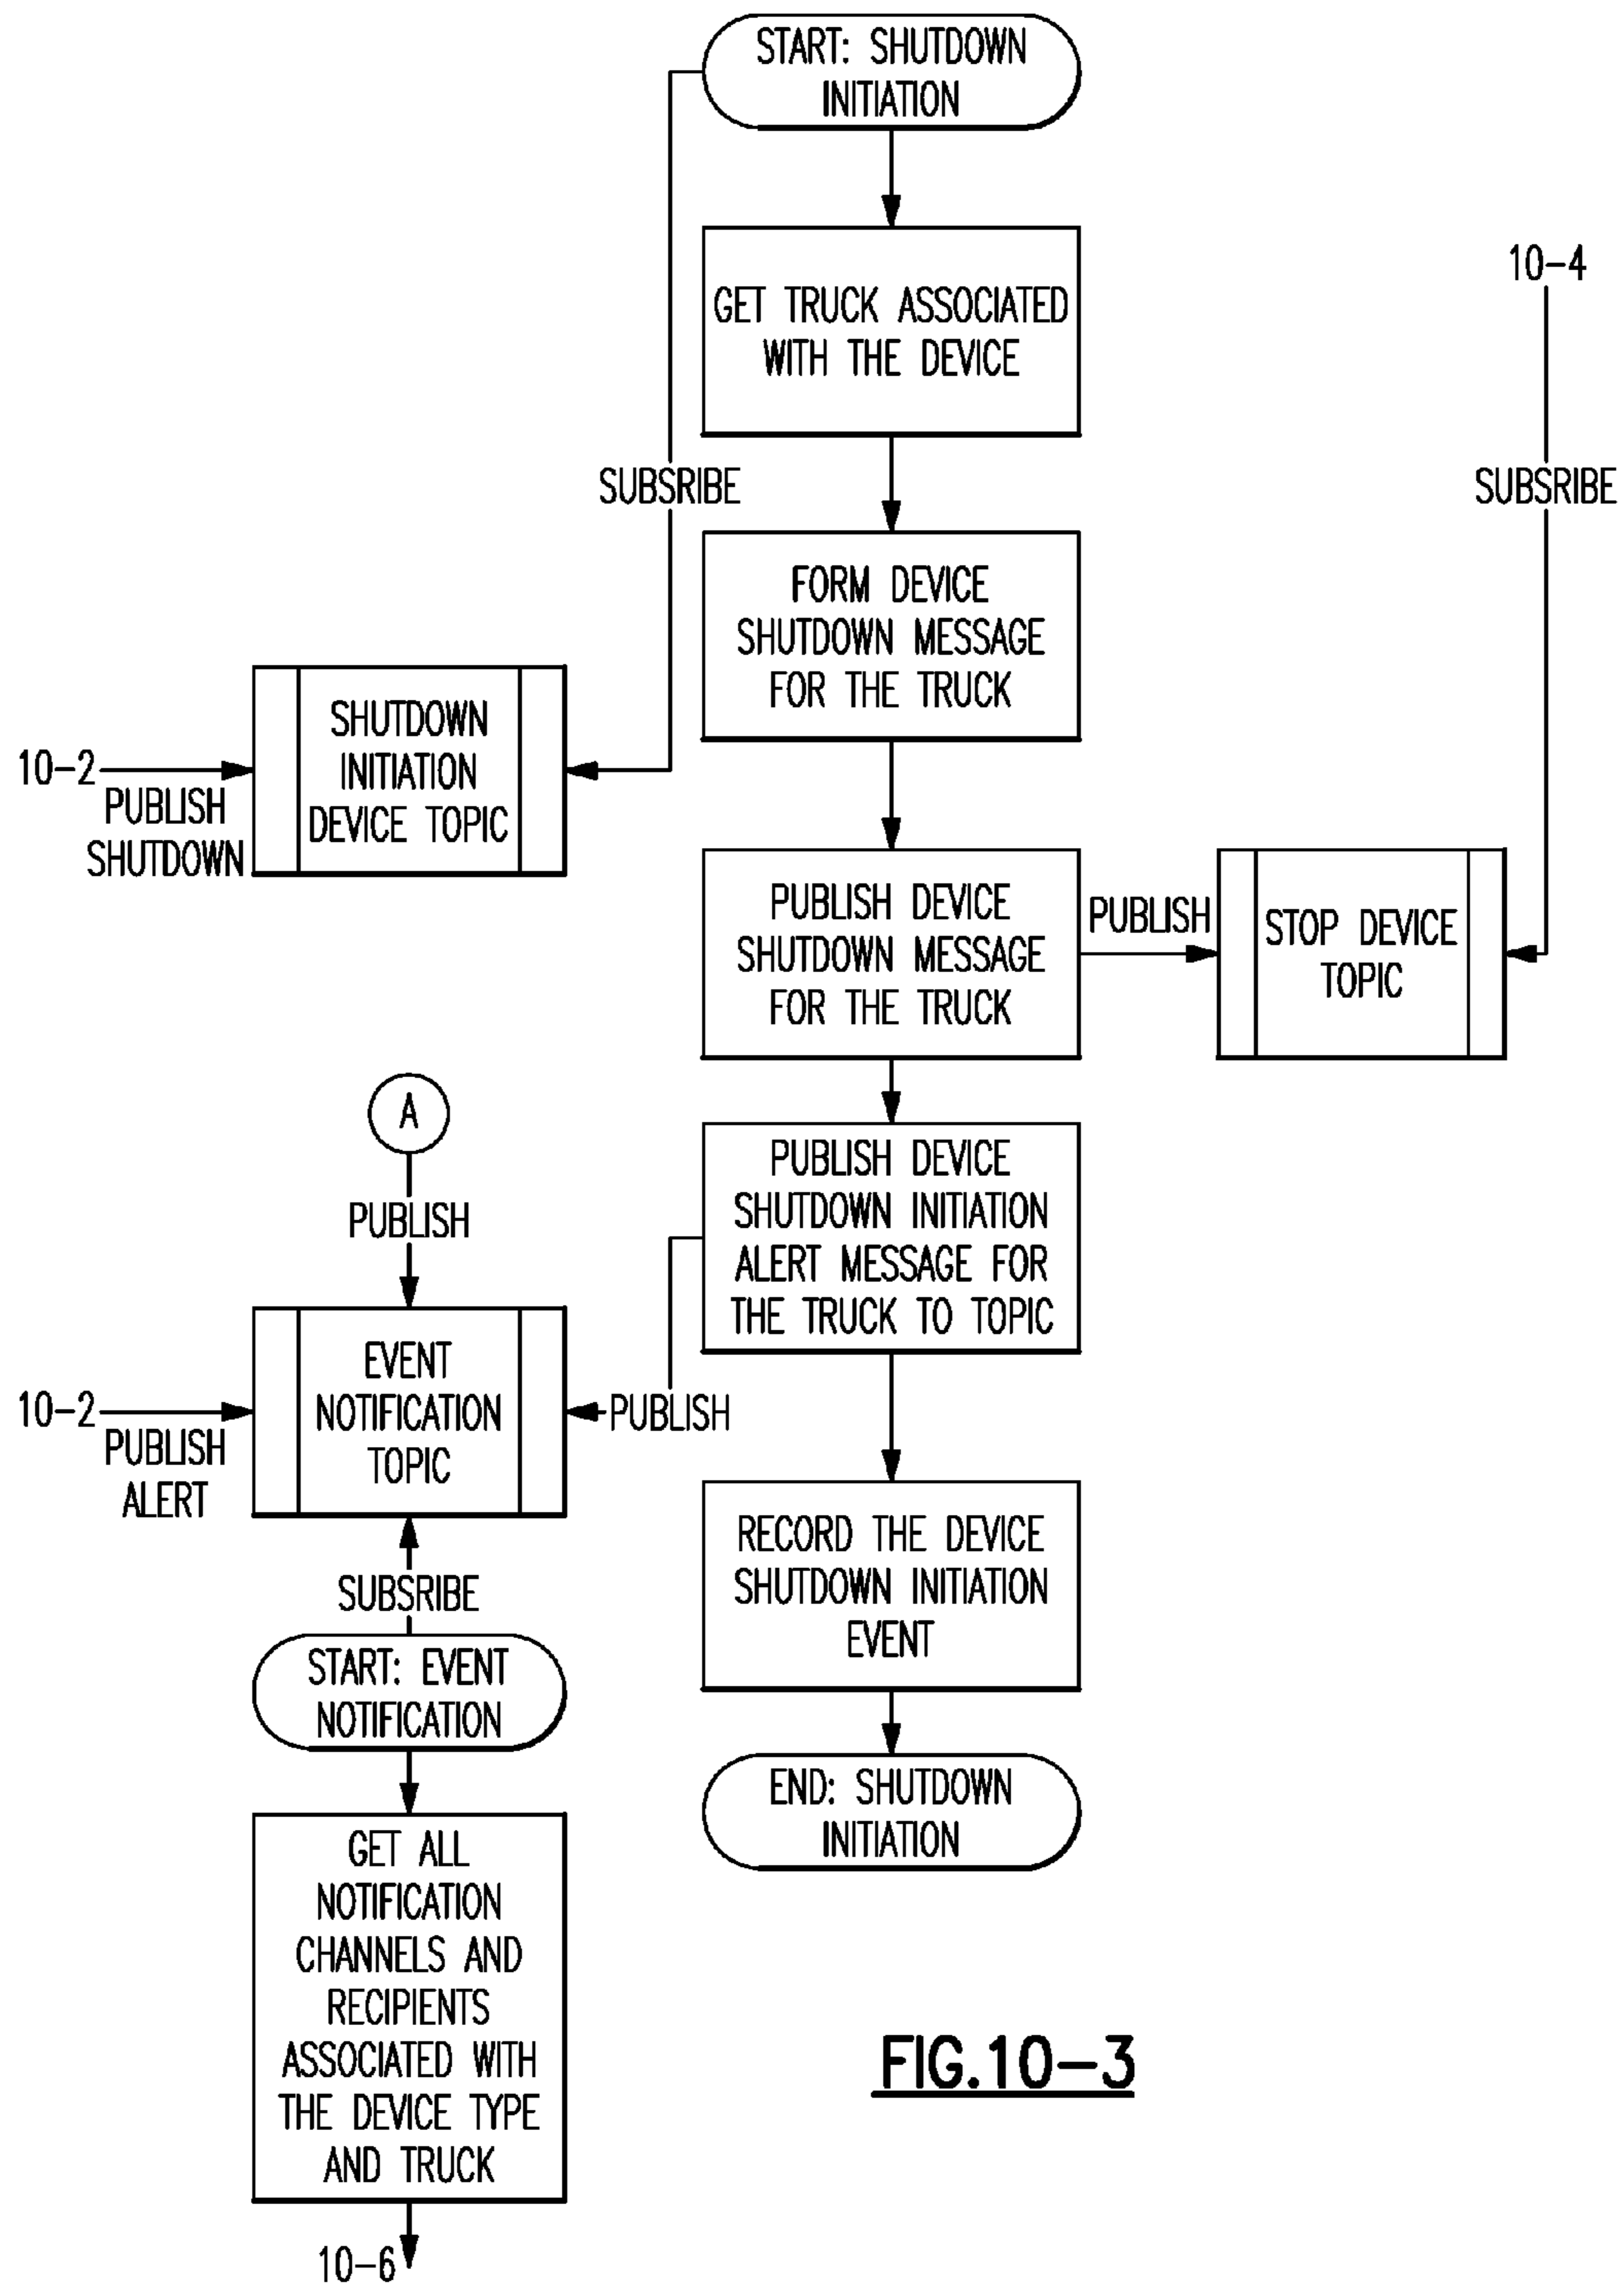 START: SHUTDOWN
INITIATION
GET TRUCK ASSOCIATED
WITH THE DEVICE
10-4
SUBSRIBE
SUBSRIBE
FORM DEVICE
SHUTDOWN MESSAGE
FOR THE TRUCK
SHUTDOWN
INITIATION
DEVICE TOPIC
10-2
PUBLISH
SHUTDOWN
PUBLISH DEVICE
SHUTDOWN MESSAGE
FOR THE TRUCK
PUBLISH
STOP DEVICE
TOPIC
A
PUBLISH
PUBLISH DEVICE
SHUTDOWN INITIATION
ALERT MESSAGE FOR
THE TRUCK TO TOPIC
EVENT
NOTIFICATION
TOPIC
10-2
PUBLISH
ALERT
PUBLISH
SUBSRIBE
RECORD THE DEVICE
SHUTDOWN INITIATION
EVENT
START: EVENT
NOTIFICATION
END: SHUTDOWN
INITIATION
GET ALL
NOTIFICATION
CHANNELS AND
RECIPIENTS
ASSOCIATED WITH
THE DEVICE TYPE
AND TRUCK
10-6
FIG.10-3